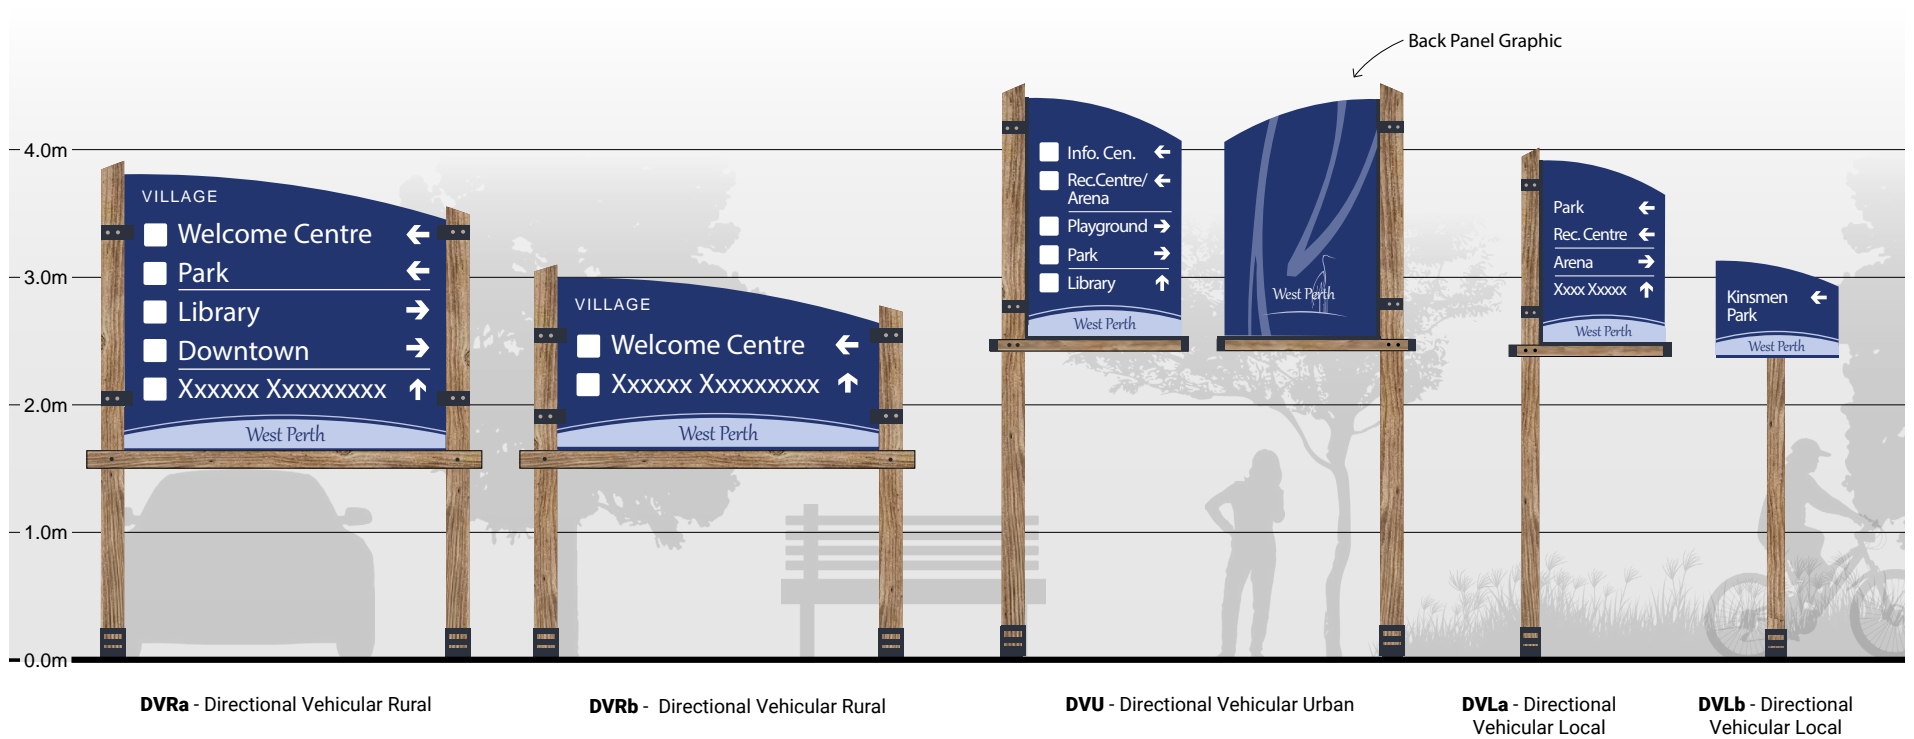 Back Panel Graphic
4.0m
3.0m
2.0m
1.0m
0.0m
VILLAGE
Welcome Centre
Park
Library
Downtown
Xxxxxx Xxxxxxxxx
West Perth
VILLAGE
Welcome Centre
Xxxxxx Xxxxxxxxx
West Perth
Info. Cen.
Rec.Centre/
Arena
Playground
Park
Library
West Perth
West Perth
Park
Rec. Centre
Arena
Xxxx Xxxxx
West Perth
Kinsmen
Park
West Perth
DVRa - Directional Vehicular Rural
DVRb - Directional Vehicular Rural
DVU - Directional Vehicular Urban
DVLa - Directional
Vehicular Local
DVLb - Directional
Vehicular Local